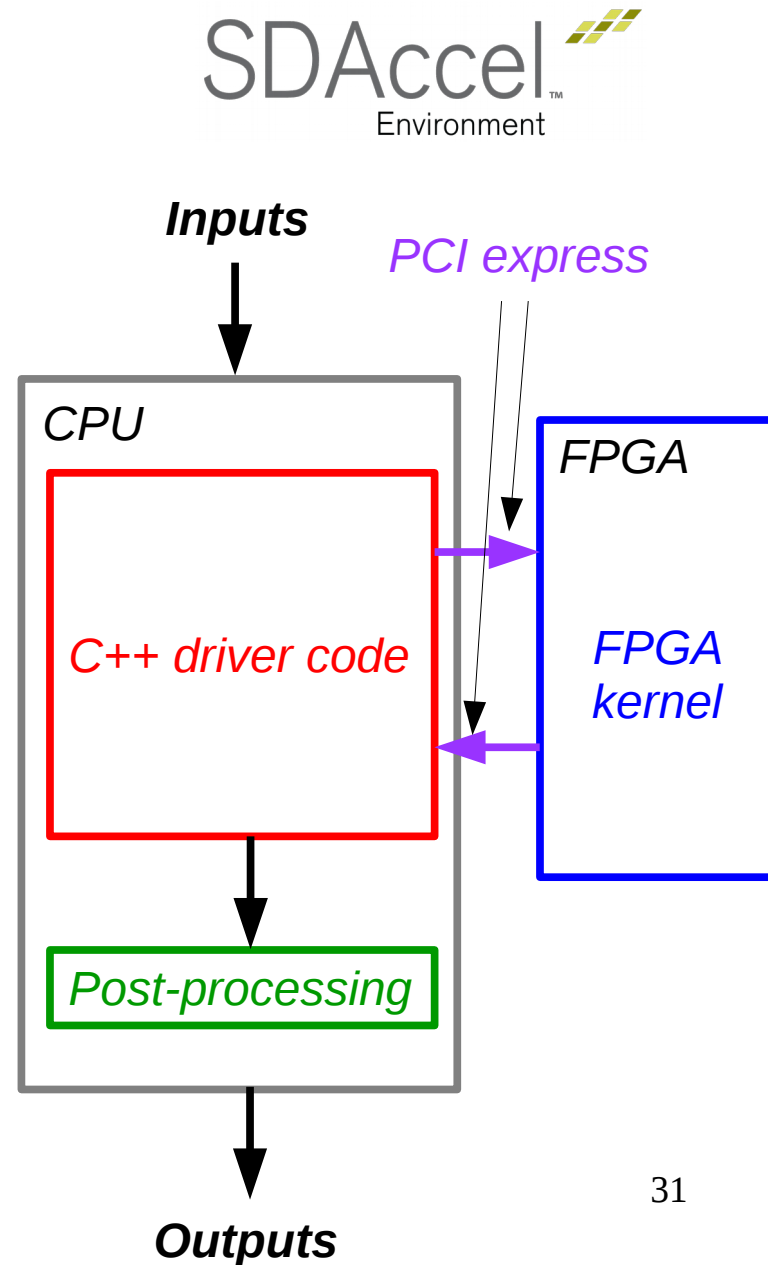 SDAccel™
Environment
Inputs
PCI express
CPU
FPGA
C++ driver code
FPGA
kernel
Post-processing
31
Outputs